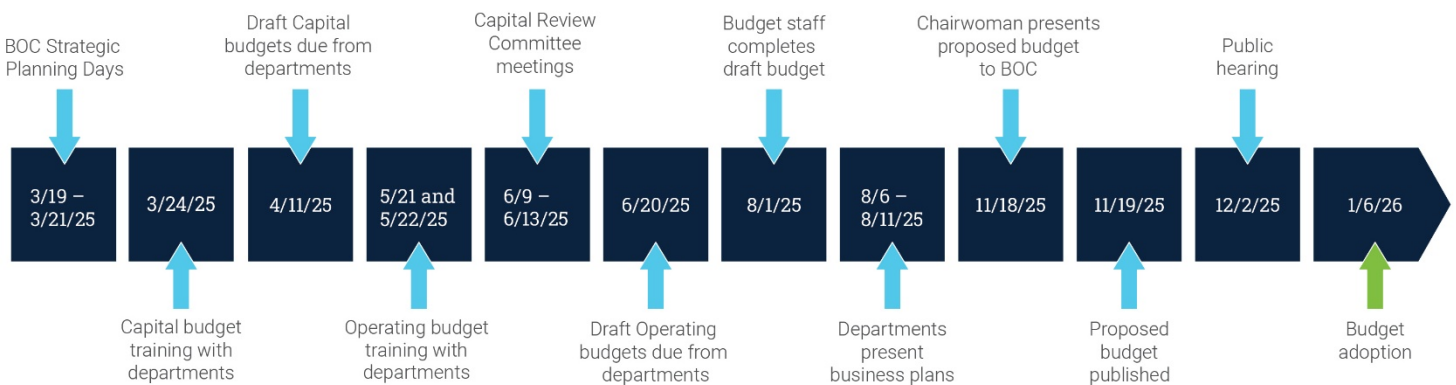 BOC Strategic
Planning Days
Draft Capital
budgets due from
departments
Capital Review
Committee
meetings
Budget staff
completes
draft budget
Chairwoman presents
proposed budget
to BOC
Public
hearing
3/19 –
3/21/25
3/24/25
4/11/25
5/21 and
5/22/25
6/9 –
6/13/25
6/20/25
8/1/25
8/6 –
8/11/25
11/18/25
11/19/25
12/2/25
1/6/26
Capital budget
training with
departments
Operating budget
training with
departments
Draft Operating
budgets due from
departments
Departments
present
business plans
Proposed
budget
published
Budget
adoption